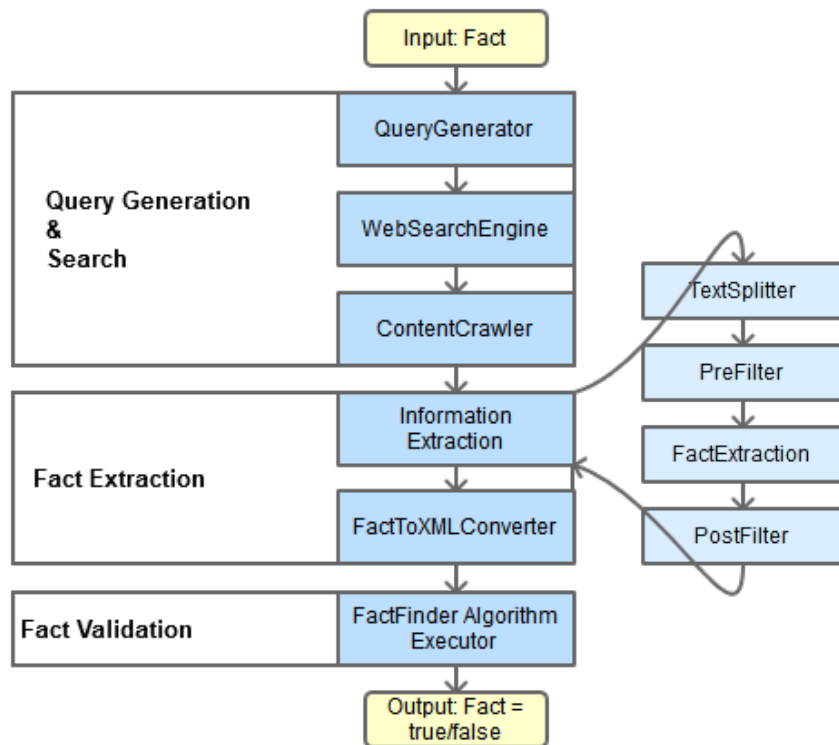 Input: Fact
Query Generation
&
Search
QueryGenerator
WebSearchEngine
ContentCrawler
Fact Extraction
Information
Extraction
FactToXMLConverter
TextSplitter
PreFilter
FactExtraction
PostFilter
Fact Validation
FactFinder Algorithm
Executor
Output: Fact =
true/false